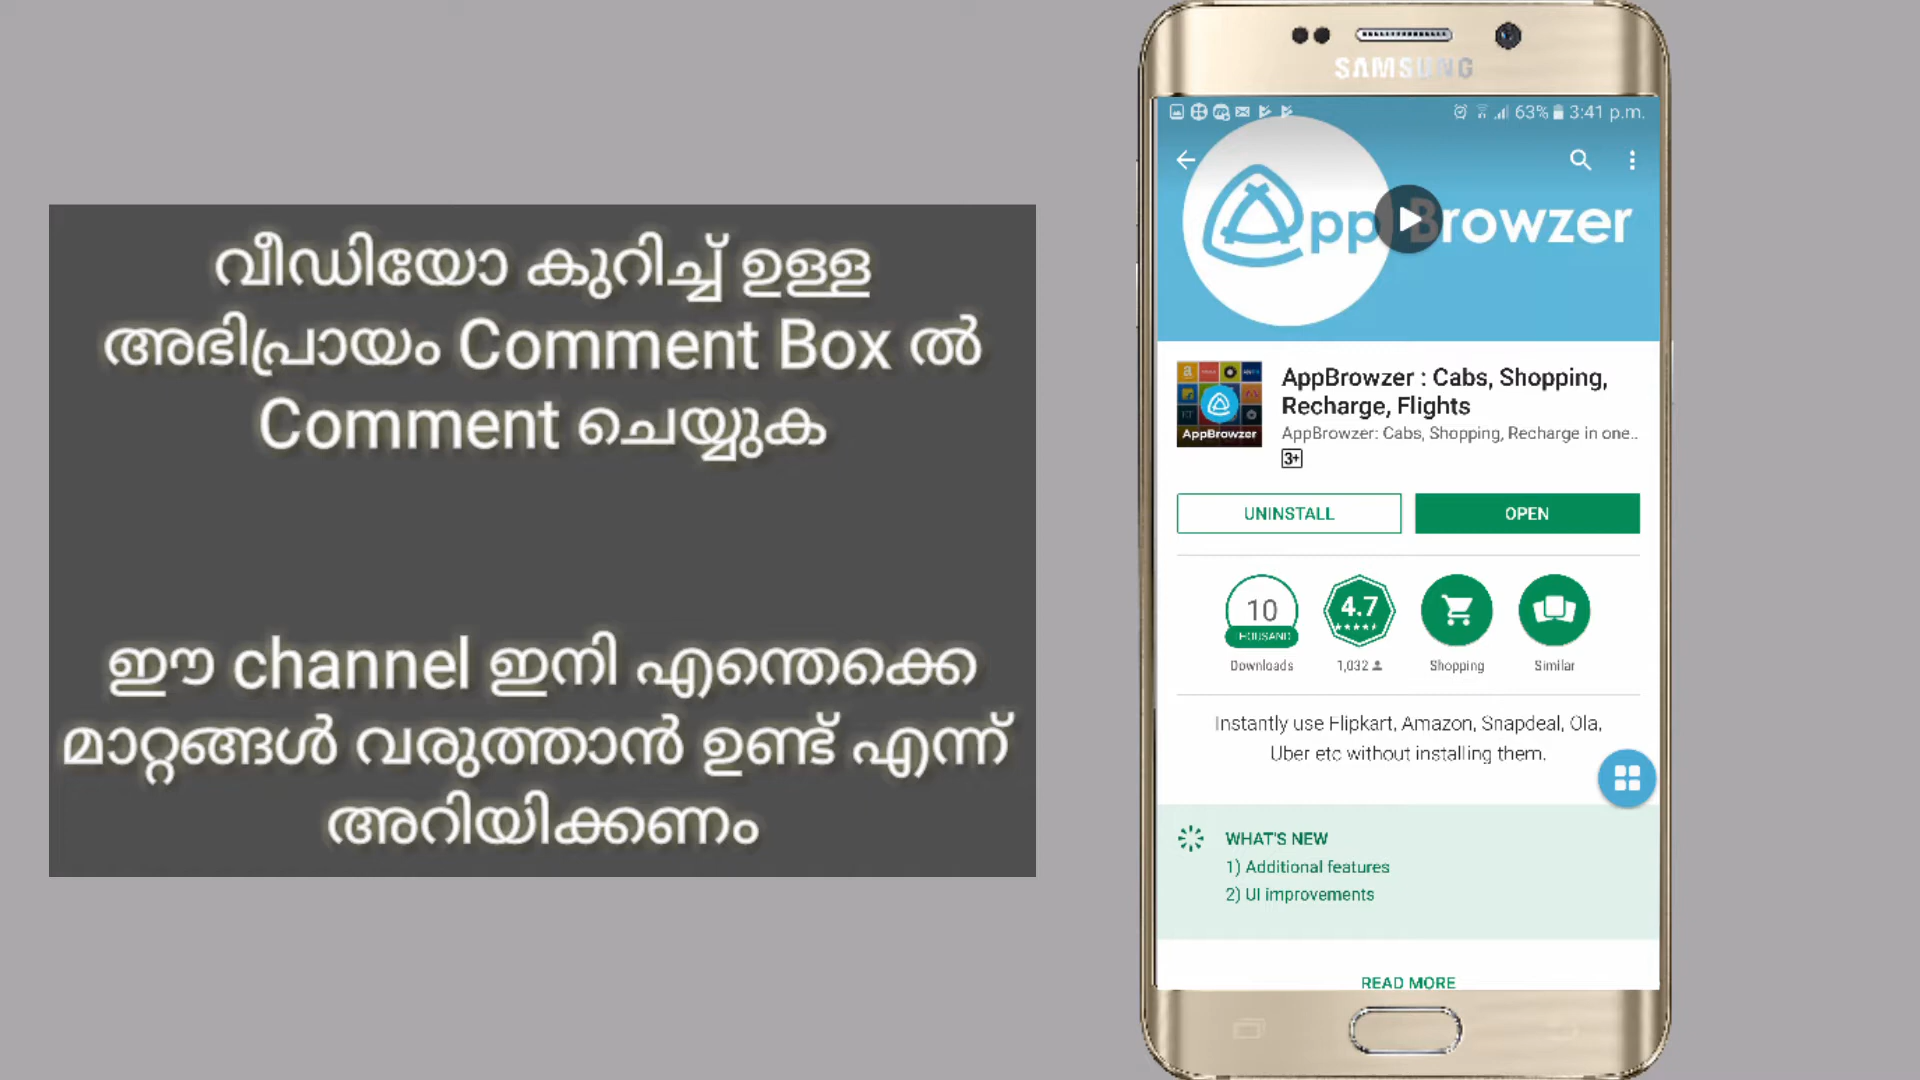 വീഡിയോ കുറിച്ച് ഉള്ള
അഭിപ്രായം Comment Box ൽ
Comment ചെയ്യുക
ഈ channel ഇനി എന്തെക്കെ
മാറ്റങ്ങൾ വരുത്താൻ ഉണ്ട് എന്ന്
അറിയിക്കണം
SAMSUNG
63% 3:41 p.m.
AppBrowzer
AppBrowzer : Cabs, Shopping,
Recharge, Flights
AppBrowzer
AppBrowzer: Cabs, Shopping, Recharge in one..
3+
UNINSTALL
OPEN
10
THOUSAND
4.7
Downloads
1,032
Shopping
Similar
Instantly use Flipkart, Amazon, Snapdeal, Ola,
Uber etc without installing them.
WHAT'S NEW
1) Additional features
2) UI improvements
READ MORE